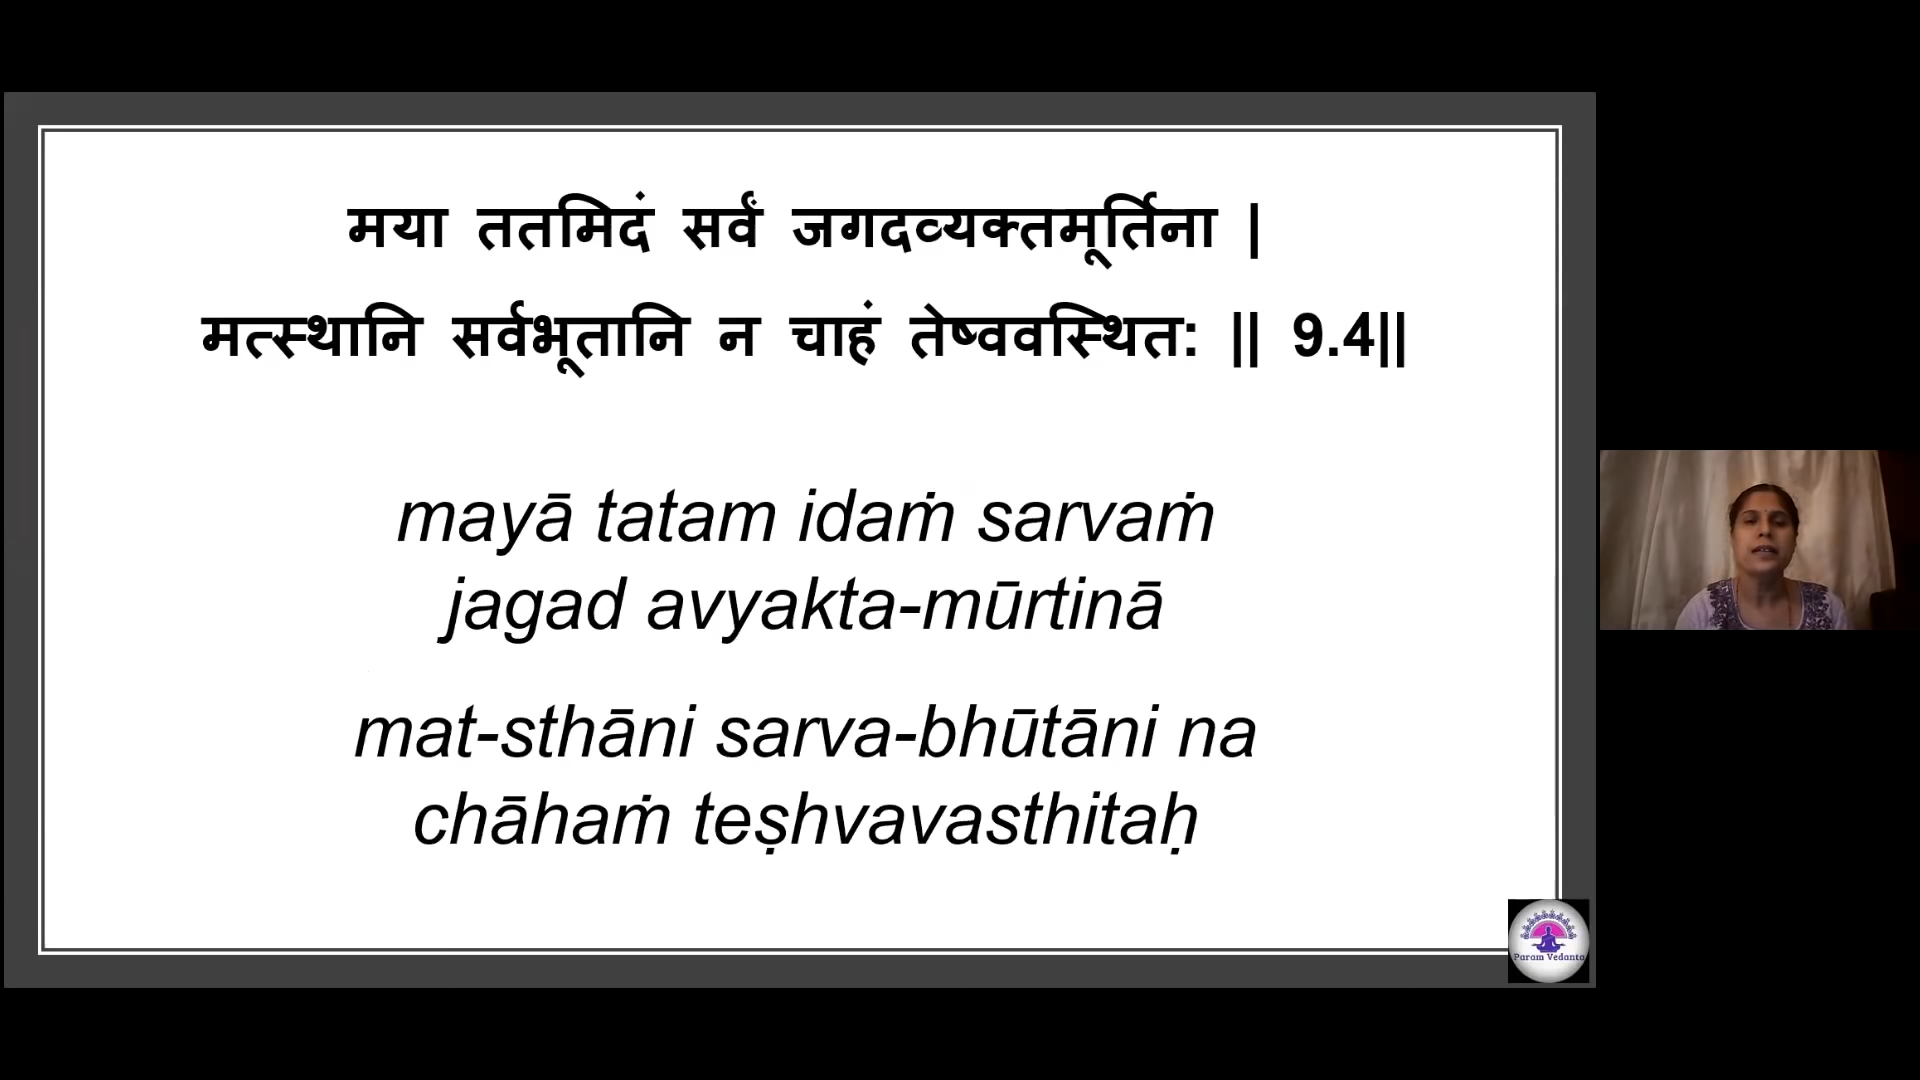 मया ततमिदं सर्वं जगदव्यक्तमूर्तिना |
मत्स्थानि सर्वभूतानि न चाहं तेष्ववस्थित: || 9.4||
mayā tatam idaṁ sarvaṁ
jagad avyakta-mūrtinā
mat-sthāni sarva-bhūtāni na
chāhaṁ teṣhvavasthitaḥ
Param Vedanta